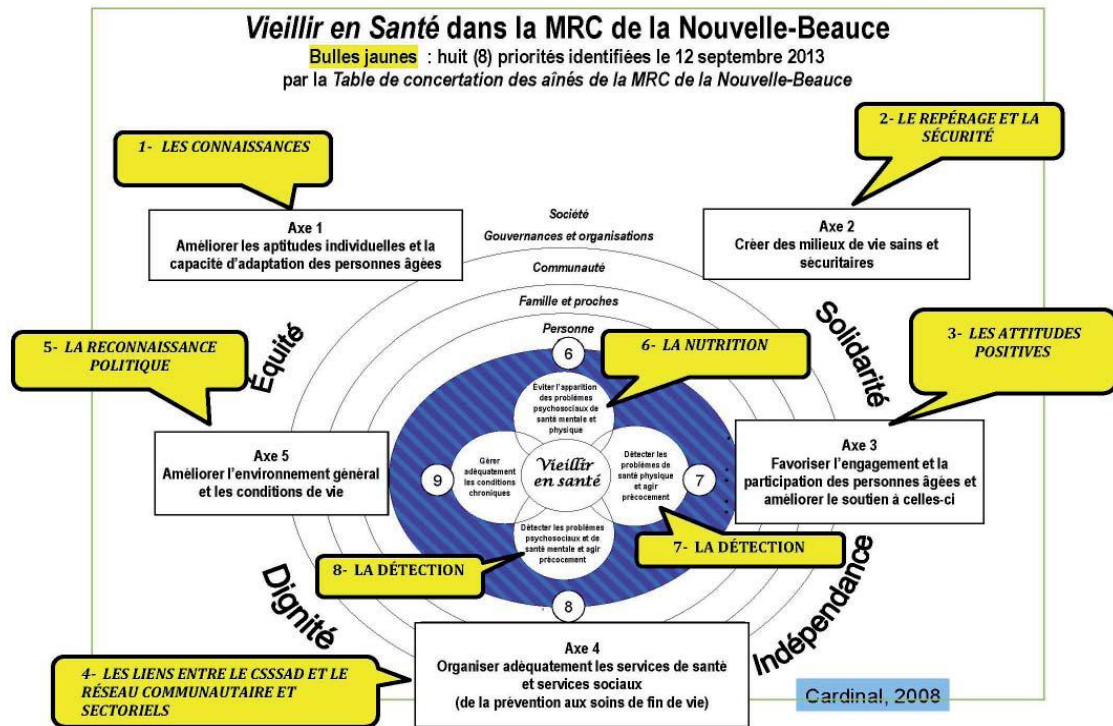 Vieillir en Santé dans la MRC de la Nouvelle-Beauce
Bulles jaunes : huit (8) priorités identifiées le 12 septembre 2013
par la Table de concertation des aînés de la MRC de la Nouvelle-Beauce
1- LES CONNAISSANCES
2- LE REPÉRAGE ET LA
SÉCURITÉ
Axe 1
Améliorer les aptitudes individuelles et la
capacité d'adaptation des personnes âgées
Société
Gouvernances et organisations
Communauté
Famille et proches
Personne
Axe 2
Créer des milieux de vie sains et
sécuritaires
Équité
Solidarité
5- LA RECONNAISSANCE
POLITIQUE
6- LA NUTRITION
3- LES ATTITUDES
POSITIVES
6
Éviter l'apparition
des problèmes
psychosociaux de
santé mentale et
physique
Axe 5
Améliorer l'environnement général
et les conditions de vie
9
Gérer
adéquatement
les conditions
chroniques
Vieillir
en santé
Détecter les
problèmes de
santé physique
et agir
précocement
7
Axe 3
Favoriser l'engagement et la
participation des personnes âgées et
améliorer le soutien à celles-ci
Détecter les problèmes
psychosociaux et de
santé mentale et agir
précocement
8- LA DÉTECTION
7- LA DÉTECTION
8
Dignité
Indépendance
4- LES LIENS ENTRE LE CSSSAD ET LE
RÉSEAU COMMUNAUTAIRE ET
SECTORIELS
Axe 4
Organiser adéquatement les services de santé
et services sociaux
(de la prévention aux soins de fin de vie)
Cardinal, 2008